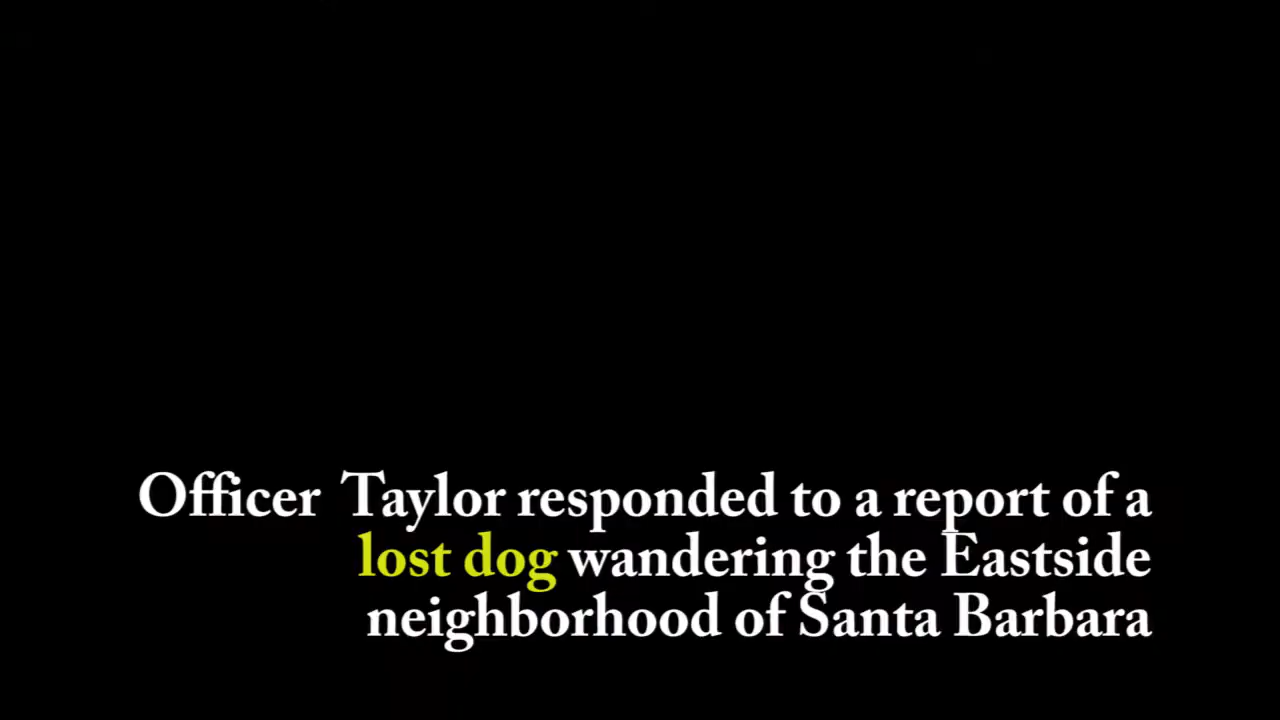 Officer Taylor responded to a report of a
lost dog wandering the Eastside
neighborhood of Santa Barbara